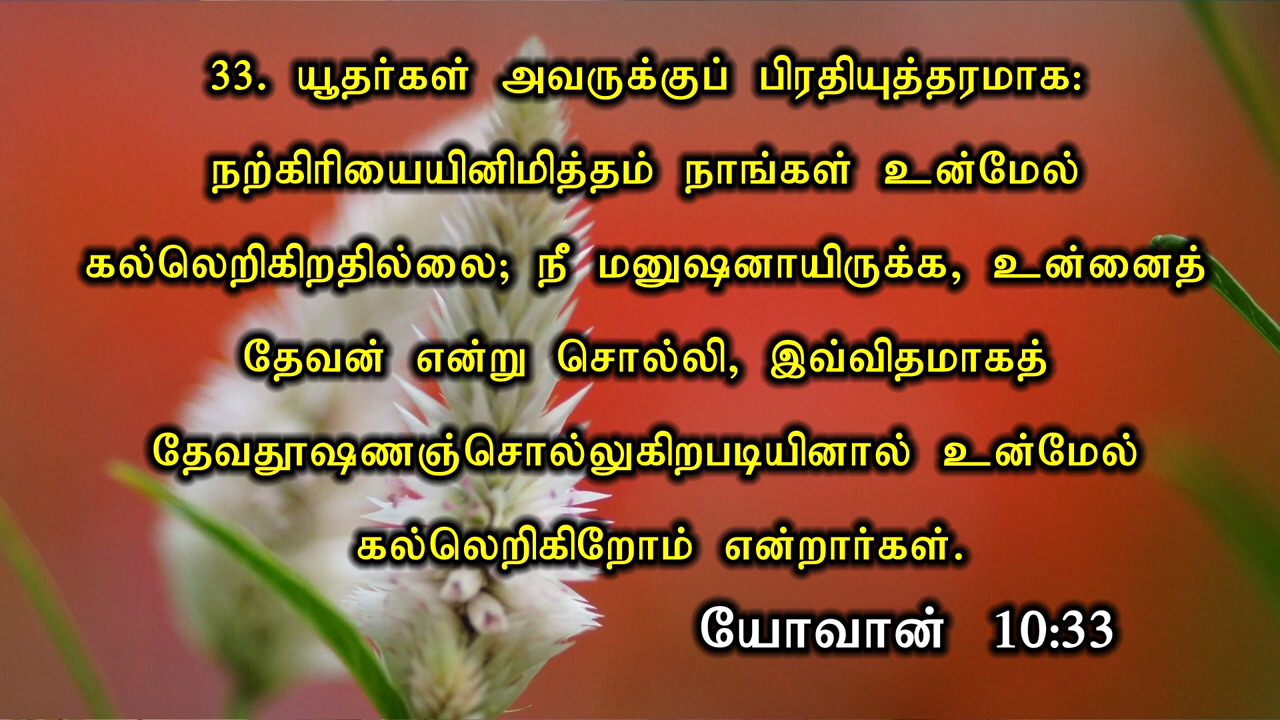 33. யூதர்கள் அவருக்குப் பிரதியுத்தரமாக:
நற்கிரியையினிமித்தம் நாங்கள் உன்மேல்
கல்லெறிகிறதில்லை; நீ மனுஷனாயிருக்க, உன்னைத்
தேவன் என்று சொல்லி, இவ்விதமாகத்
தேவதூஷணஞ்சொல்லுகிறபடியினால் உன்மேல்
கல்லெறிகிறோம் என்றார்கள்.
யோவான் 10:33